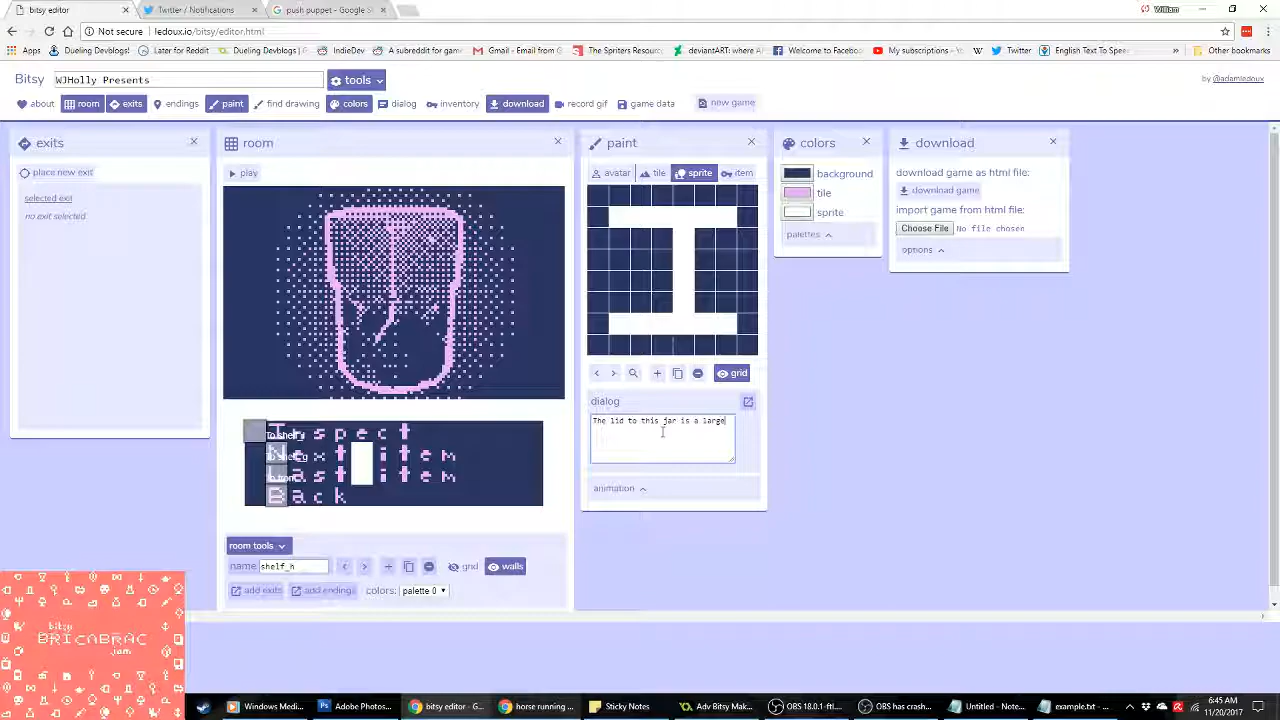 bitsy editor
Twitter / Notifications
push puppet - Google S
William
Not secure
ledoux.io/bitsy/editor.html
Apps
Dueling Devblogs
Later for Reddit
Dueling Devblogs
IndieDev
A subreddit for gam
Gmail - Email from G
The Spriters Resourc
deviantART: where A
Welcome to Facebo
My subscriptions - Y
Twitter
English Text To Spee
Other bookmarks
Bitsy
WJHolly Presents
tools
by @adamledoux
about
room
exits
endings
paint
find drawing
colors
dialog
inventory
download
record gif
game data
new game
exits
place new exit
selected exit
no exit selected
room
play
Inspect
Next item
Last item
Back
room tools
name
shelf_h
grid
walls
add exits
add endings
colors:
palette 0
paint
avatar
tile
sprite
item
grid
dialog
The lid to this jar is a large
animation
colors
background
tile
sprite
palettes
download
download game as html file:
download game
import game from html file:
Choose File
No file chosen
options
bitsy
BRICABRAC
jam
Windows Medi...
Adobe Photos...
bitsy editor - G...
horse running ...
Sticky Notes
Adv Bitsy Mak...
OBS 18.0.1-ftl...
OBS has crash...
Untitled - Note...
example.txt - ...
6:45 AM
11/20/2017